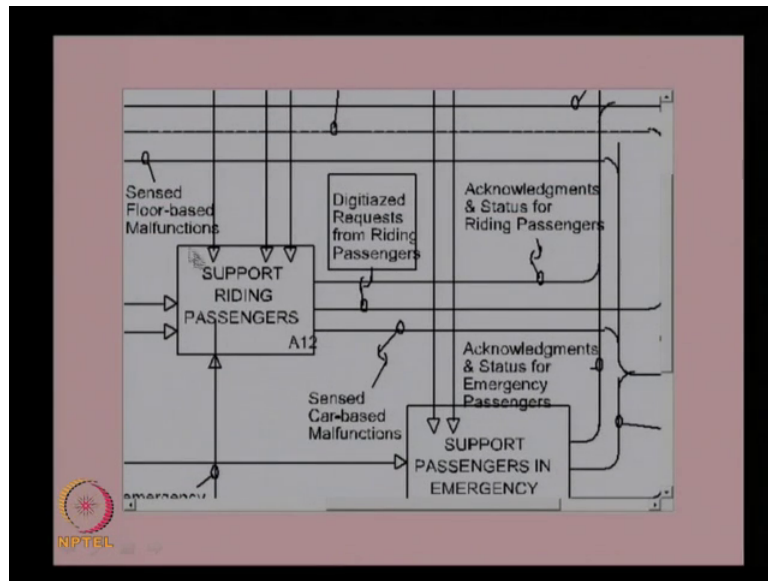 Sensed
Floor-based
Malfunctions
Digitiazed
Requests
from Riding
Passengers
Acknowledgments
& Status for
Riding Passengers
SUPPORT
RIDING
PASSENGERS
A12
Sensed
Car-based
Malfunctions
Acknowledgments
& Status for
Emergency
Passengers
SUPPORT
PASSENGERS IN
EMERGENCY
emergency
NPTEL